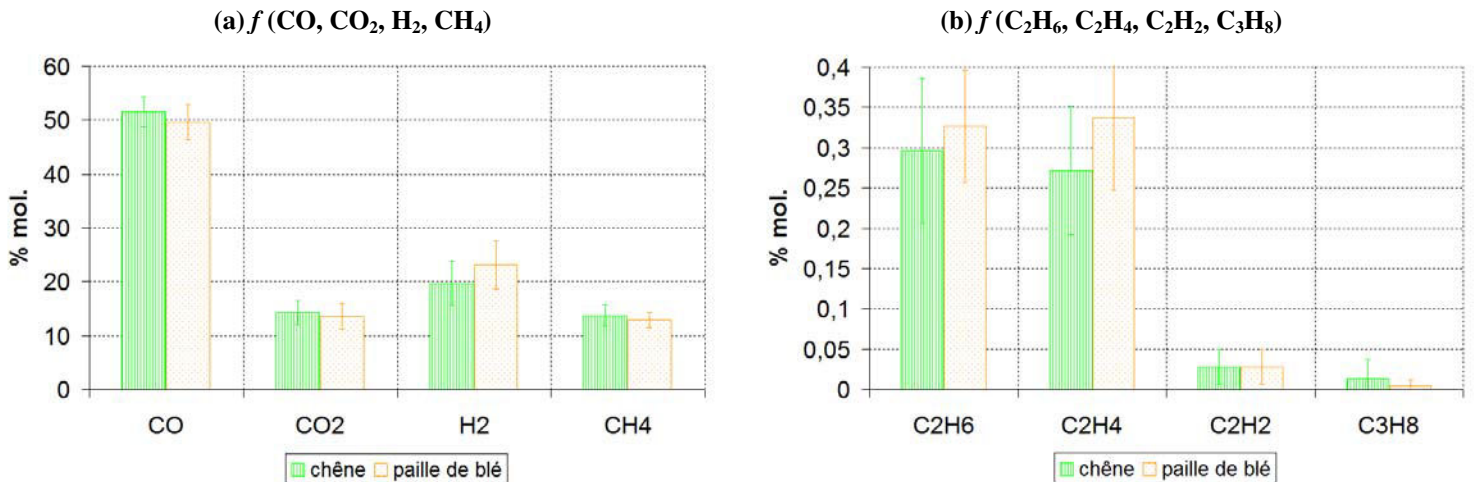 (a) f (CO, CO₂, H₂, CH₄)
% mol.
60
50
40
30
20
10
0
CO CO2 H2 CH4
chêne paille de blé
(b) f (C₂H₆, C₂H₄, C₂H₂, C₃H₈)
% mol.
0,4
0,35
0,3
0,25
0,2
0,15
0,1
0,05
0
C2H6 C2H4 C2H2 C3H8
chêne paille de blé